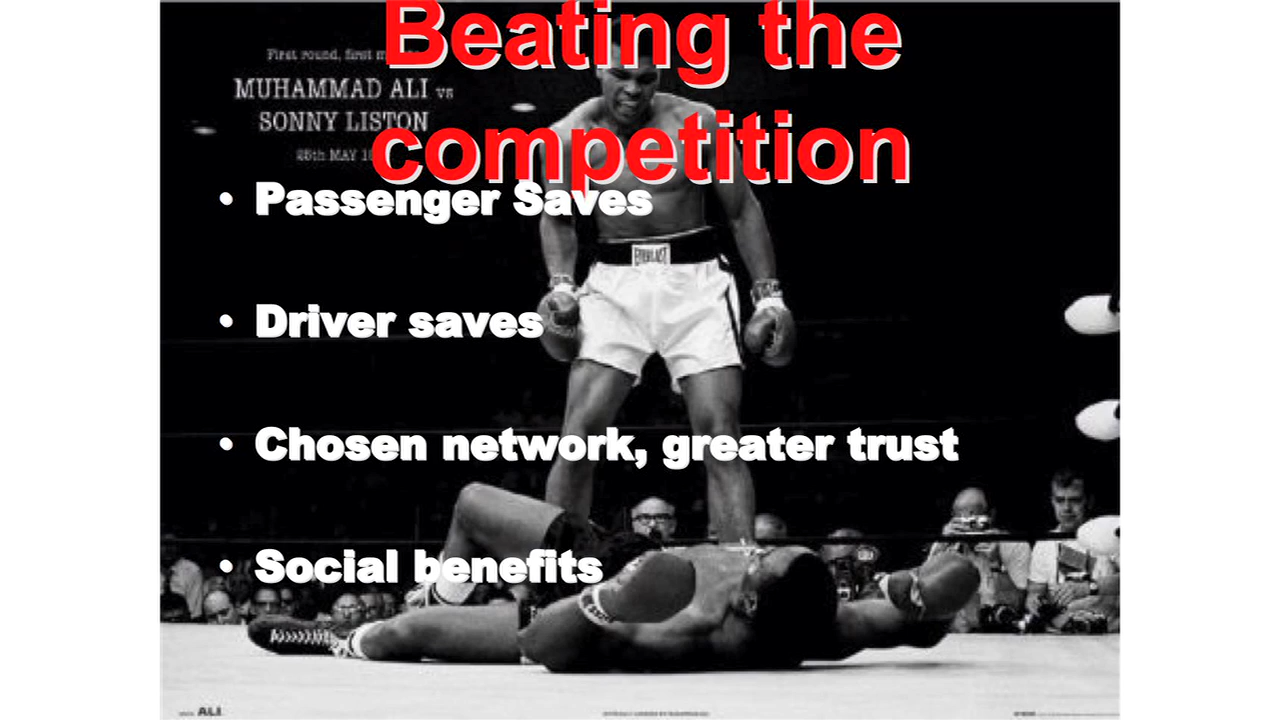 Beating the
competition
First round, first
MUHAMMAD ALI vs
SONNY LISTON
25th MAY
• Passenger Saves
• Driver saves
• Chosen network, greater trust
• Social benefits
EVERLAST
ALI